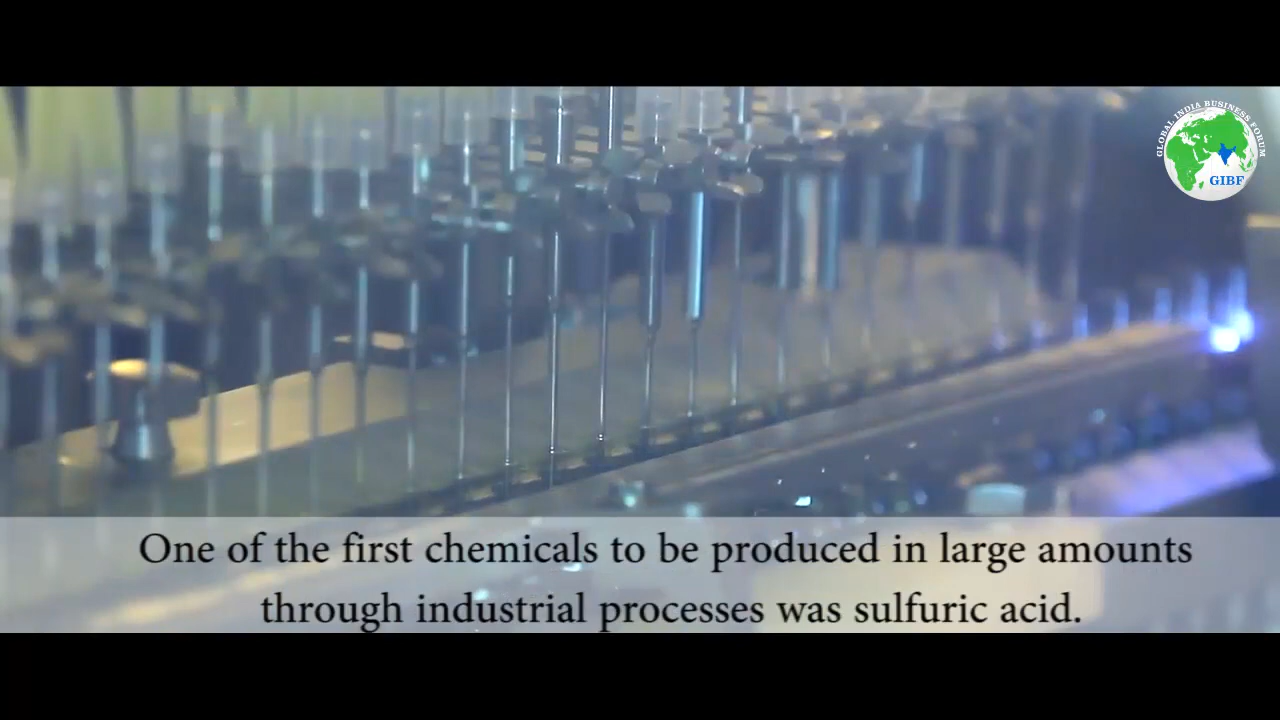 GLOBAL INDIA BUSINESS FORUM
GIBF
One of the first chemicals to be produced in large amounts
through industrial processes was sulfuric acid.